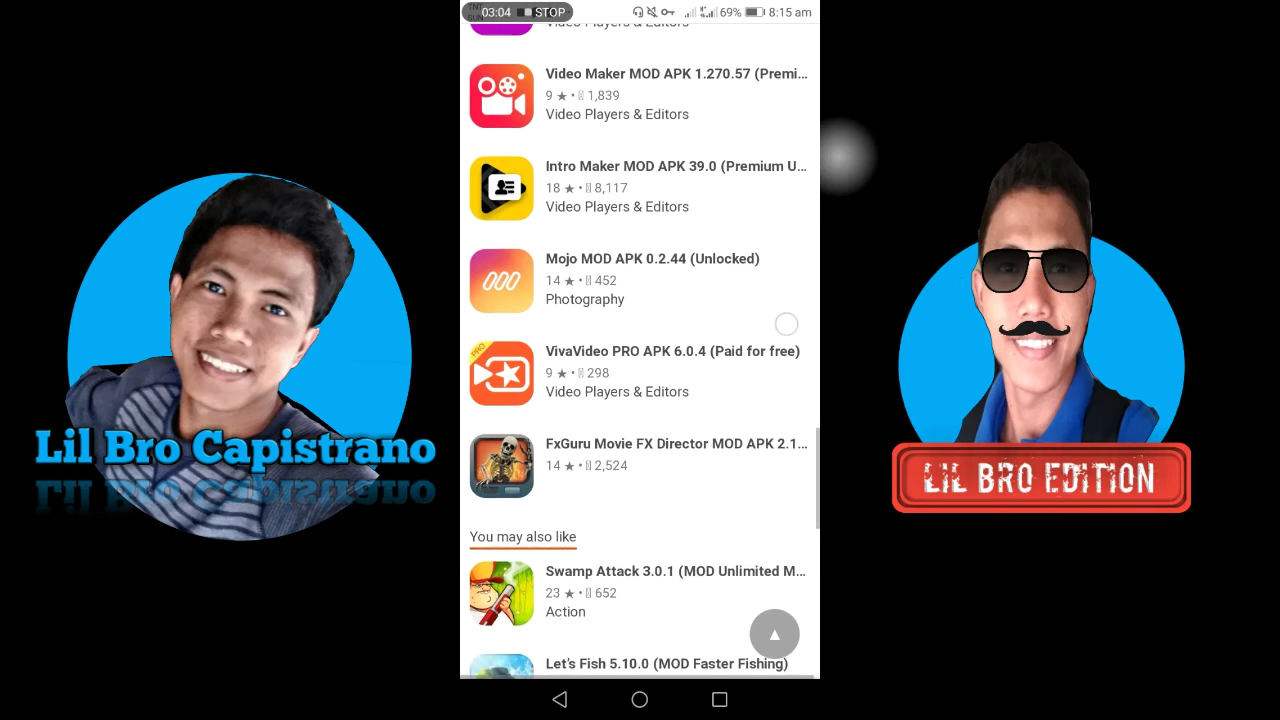 03:04 STOP
69% 8:15 am
Video Players & Editors
Video Maker MOD APK 1.270.57 (Premi...
9 ★ • 1,839
Video Players & Editors
Intro Maker MOD APK 39.0 (Premium U...
18 ★ • 8,117
Video Players & Editors
Mojo MOD APK 0.2.44 (Unlocked)
14 ★ • 452
Photography
PRO
VivaVideo PRO APK 6.0.4 (Paid for free)
9 ★ • 298
Video Players & Editors
FxGuru Movie FX Director MOD APK 2.1...
14 ★ • 2,524
You may also like
Swamp Attack 3.0.1 (MOD Unlimited M...
23 ★ • 652
Action
Let's Fish 5.10.0 (MOD Faster Fishing)
Lil Bro Capistrano
LIL BRO EDITION